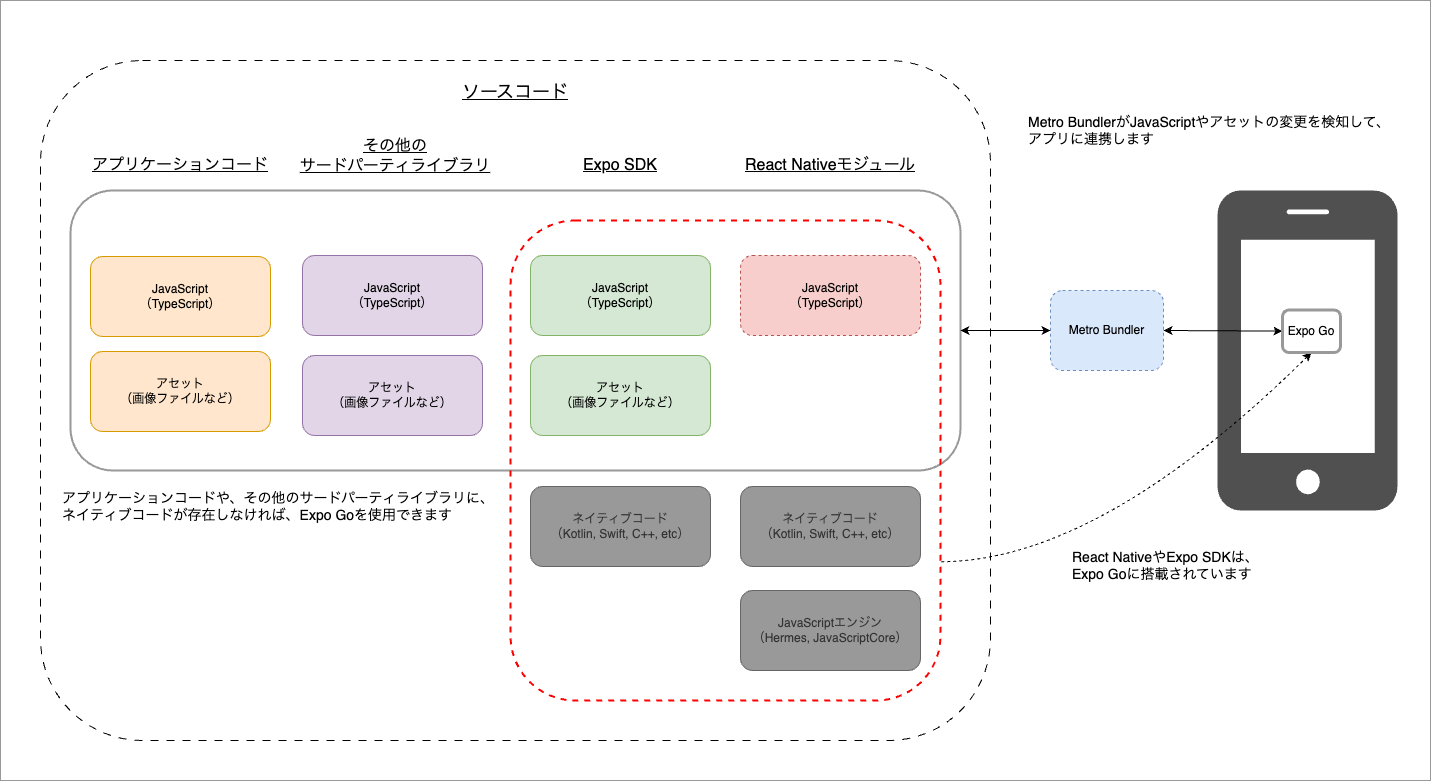 ソースコード
アプリケーションコード
その他の
サードパーティライブラリ
Expo SDK
React Nativeモジュール
JavaScript
（TypeScript）
JavaScript
（TypeScript）
JavaScript
（TypeScript）
JavaScript
（TypeScript）
アセット
（画像ファイルなど）
アセット
（画像ファイルなど）
アセット
（画像ファイルなど）
アプリケーションコードや、その他のサードパーティライブラリに、
ネイティブコードが存在しなければ、Expo Goを使用できます
ネイティブコード
（Kotlin, Swift, C++, etc）
ネイティブコード
（Kotlin, Swift, C++, etc）
JavaScriptエンジン
（Hermes, JavaScriptCore）
Metro BundlerがJavaScriptやアセットの変更を検知して、
アプリに連携します
Metro Bundler
Expo Go
React NativeやExpo SDKは、
Expo Goに搭載されています